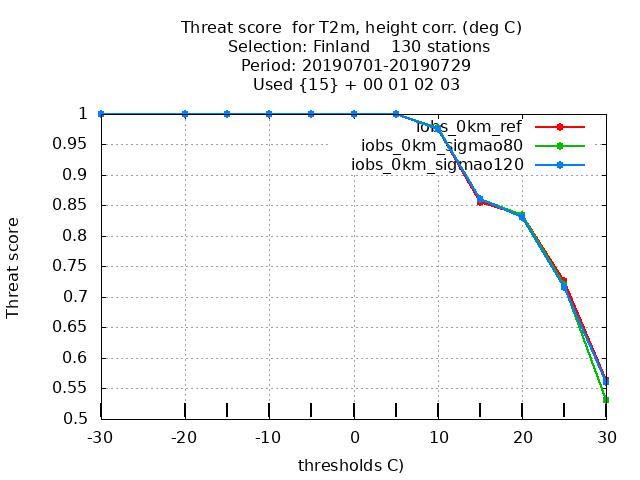 Threat score  for T2m, height corr. (deg C)
Selection: Finland    130 stations
Period: 20190701-20190729
Used {15} + 00 01 02 03
iobs_0km_ref
iobs_0km_sigmao80
iobs_0km_sigmao120
1
0.95
0.9
0.85
0.8
0.75
0.7
0.65
0.6
0.55
0.5
Threat score
-30 -20 -10 0 10 20 30
thresholds C)